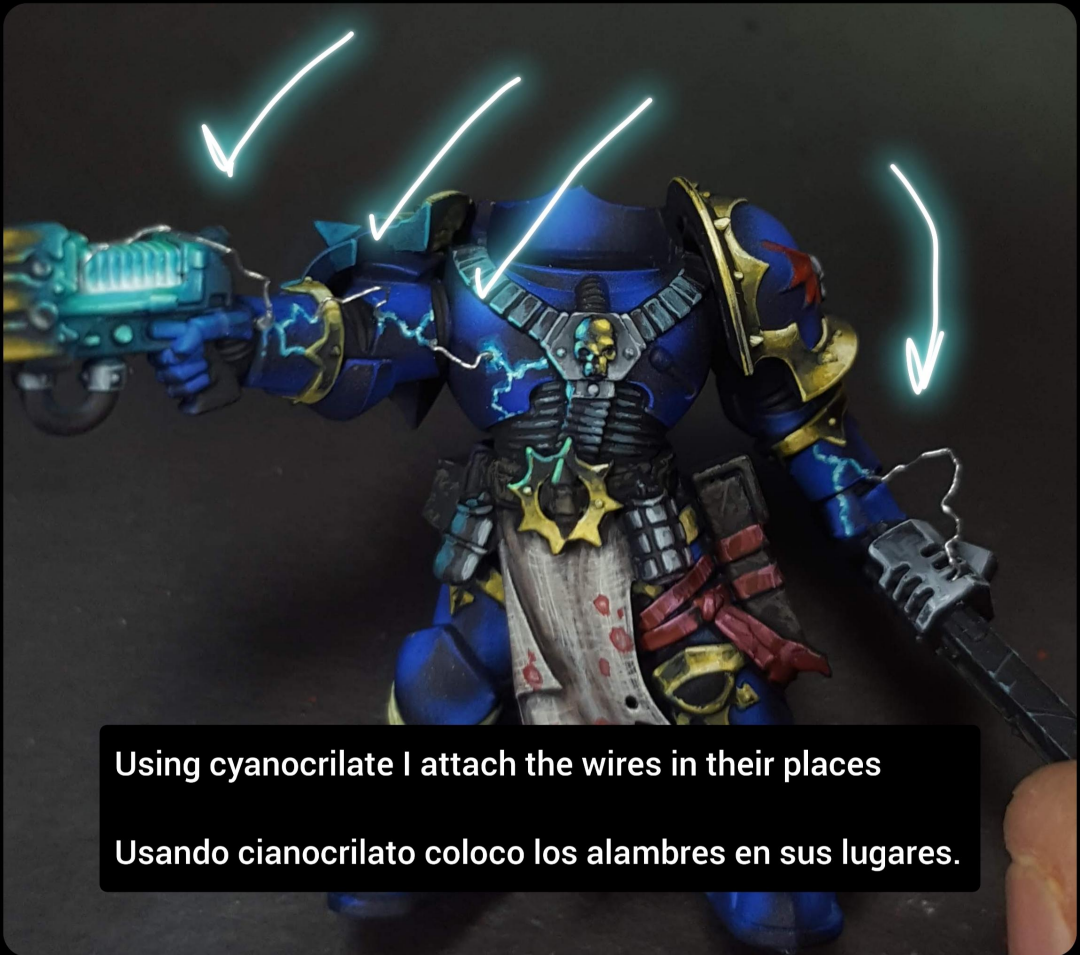 Using cyanocrilate I attach the wires in their places
Usando cianocrilato coloco los alambres en sus lugares.